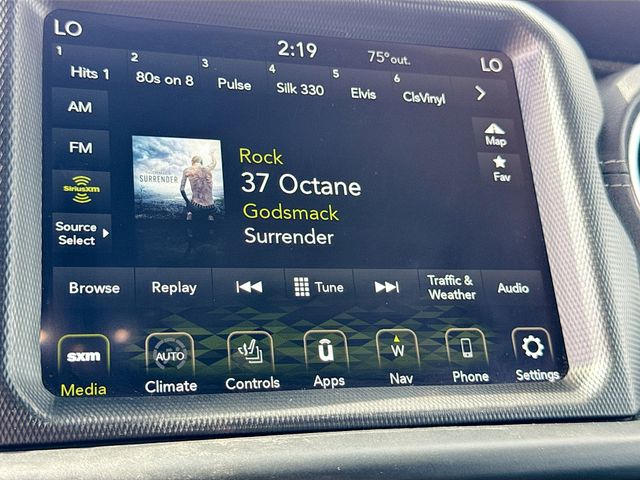 LO
2:19
75°out.
LO
1
Hits 1
2
80s on 8
3
Pulse
4
Silk 330
5
Elvis
6
ClsVinyl
AM
FM
SiriusXM
Source
Select
SURRENDER
Rock
37 Octane
Godsmack
Surrender
Map
Fav
Browse
Replay
Tune
Traffic &
Weather
Audio
sxm
Media
AUTO
Climate
Controls
u
Apps
W
Nav
Phone
Settings